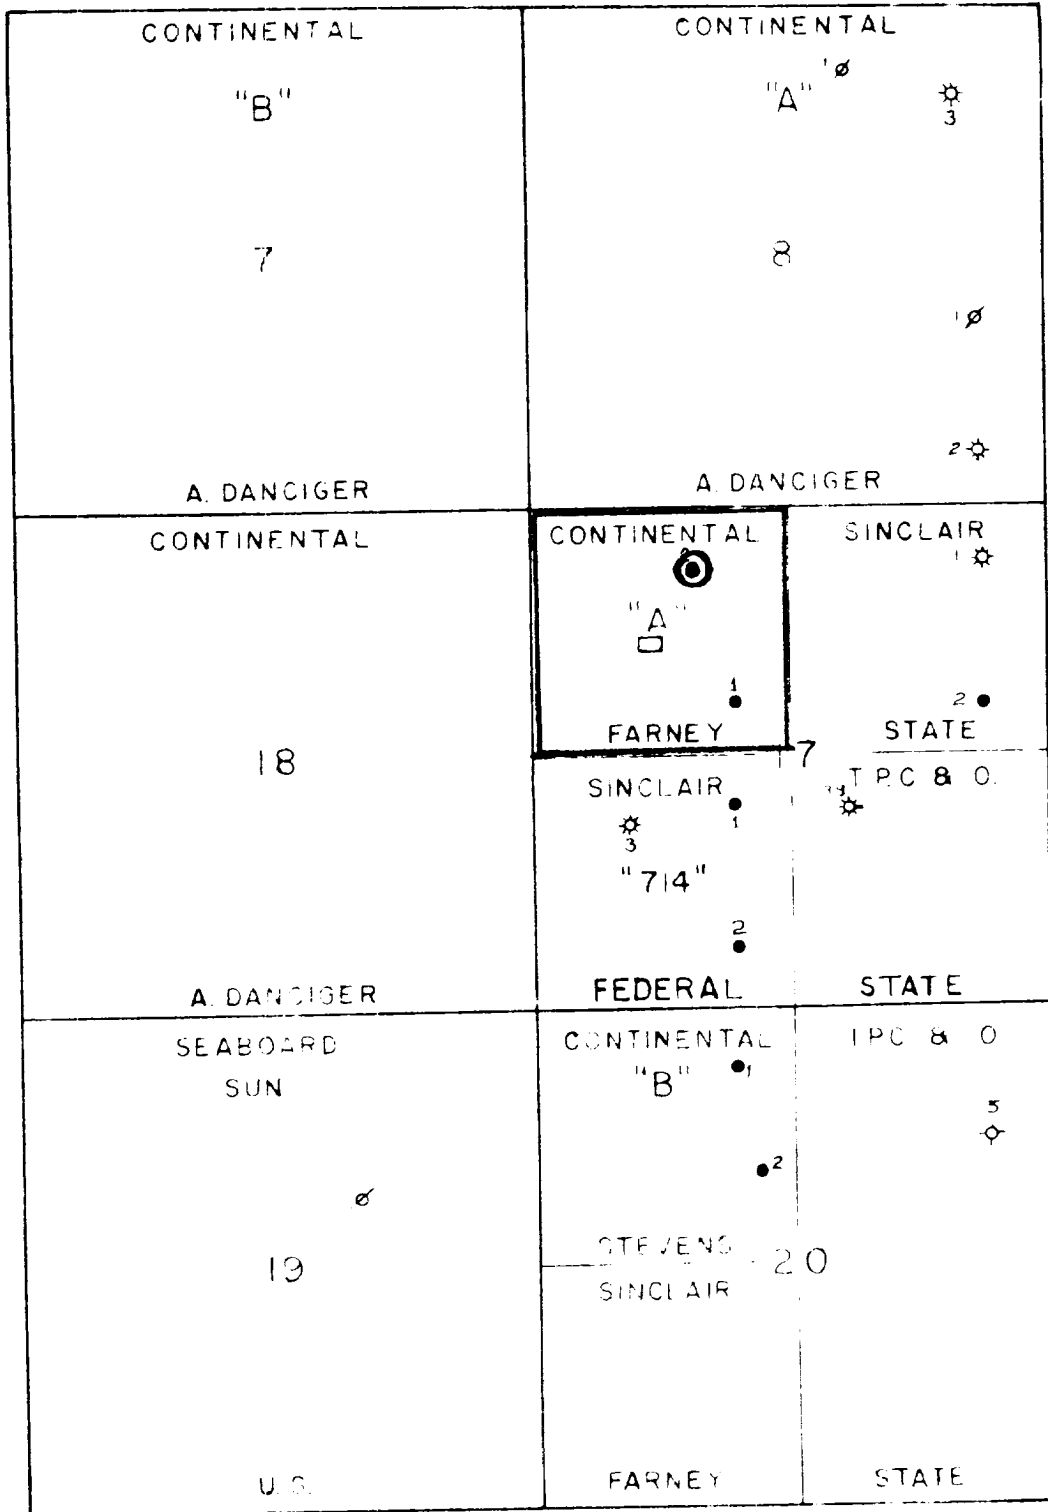 CONTINENTAL
"B"
7
A. DANCIGER
CONTINENTAL
1
"A"
3
8
1
2
A. DANCIGER
CONTINENTAL
18
A. DANCIGER
CONTINENTAL
"A"
1
FARNEY
SINCLAIR
1
2
STATE
7
SINCLAIR
1
3
"714"
2
FEDERAL
T P.C & O.
STATE
SEABOARD
SUN
19
U. S.
CONTINENTAL
"B"
1
2
STEVENS
20
SINCLAIR
FARNEY
T P C & O
STATE